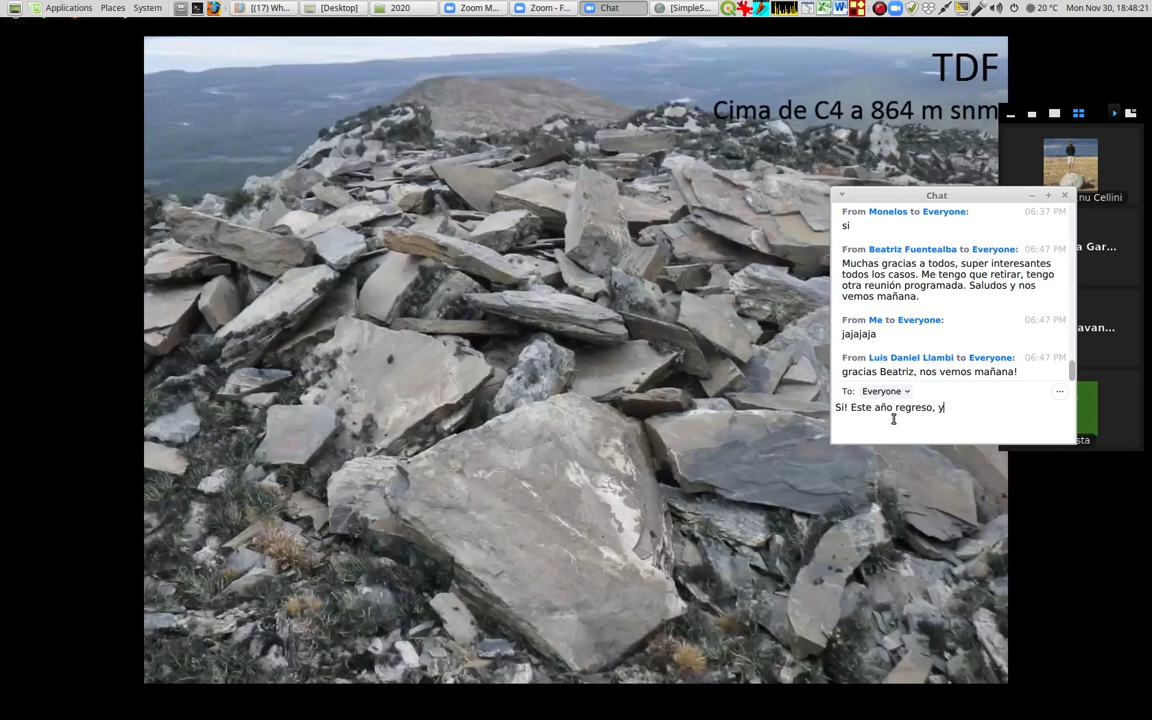 Applications Places System
[(17) Wh...
[Desktop]
2020
Zoom M...
Zoom - F...
Chat
[SimpleS...
20 °C
Mon Nov 30, 18:48:21
TDF
Cima de C4 a 864 m snm
nu Cellini
a Gar...
avan...
sta
Chat
From Monelos to Everyone: 06:37 PM
si
From Beatriz Fuentealba to Everyone: 06:47 PM
Muchas gracias a todos, super interesantes
todos los casos. Me tengo que retirar, tengo
otra reunión programada. Saludos y nos
vemos mañana.
From Me to Everyone: 06:47 PM
jajajaja
From Luis Daniel Llambi to Everyone: 06:47 PM
gracias Beatriz, nos vemos mañana!
To: Everyone
Si! Este año regreso, y